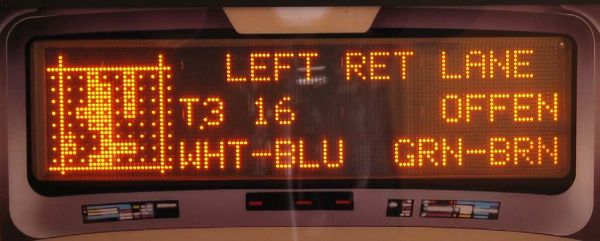 LEFT RET LANE
T3 16 OFFEN
WHT-BLU GRN-BRN